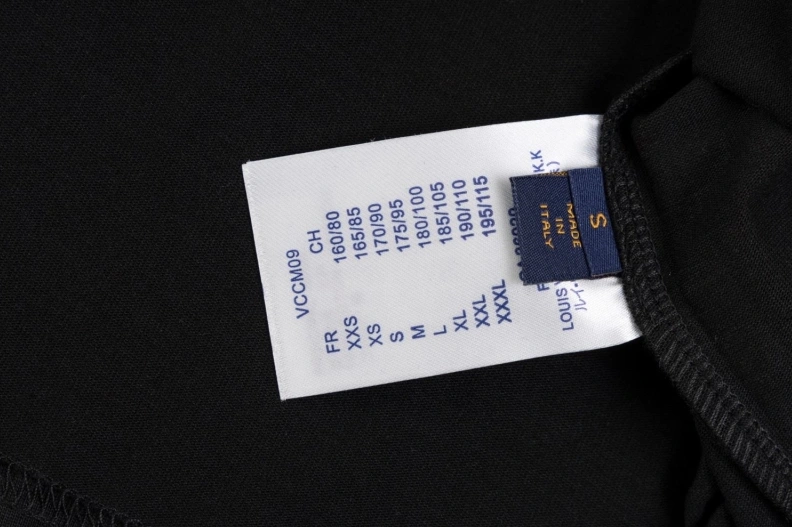 VCCM09
FR CH
XXS 160/80
XS 165/85
S 170/90
M 175/95
L 180/100
XL 185/105
XXL 190/110
XXXL 195/115
K.K
LOUIS
MADE
IN
ITALY
S